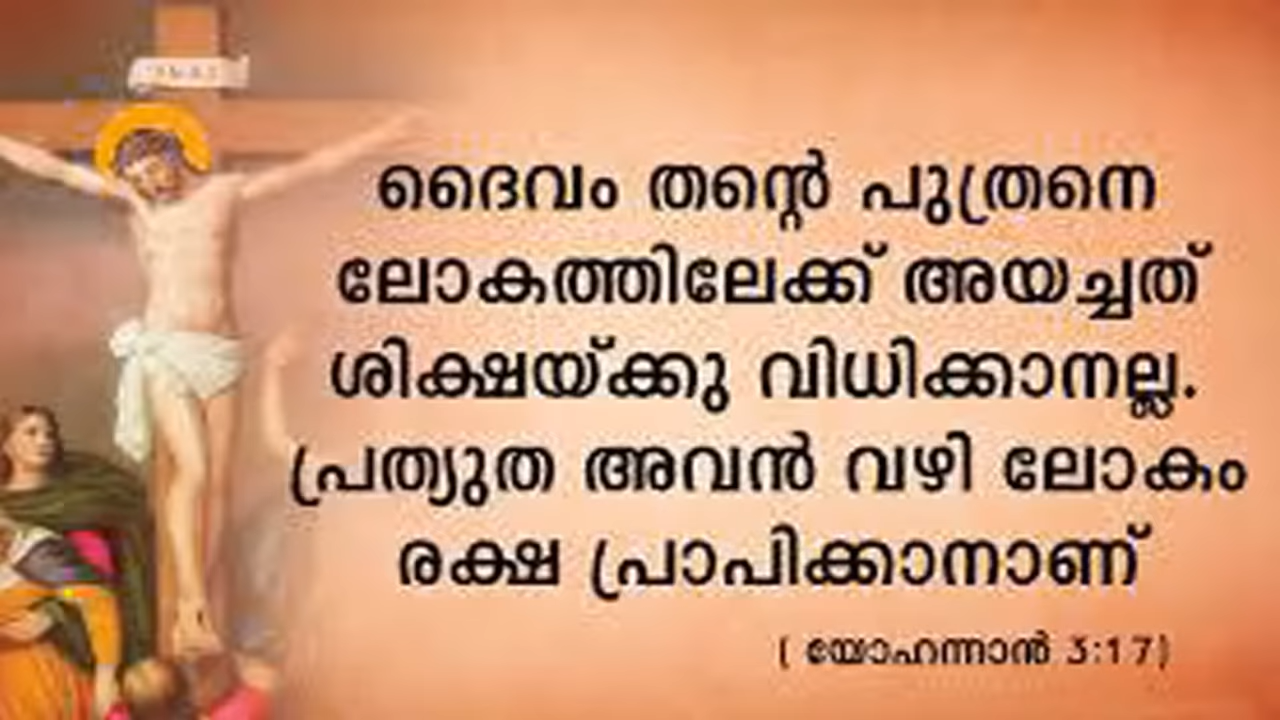 ദൈവം തന്റെ പുത്രനെ
ലോകത്തിലേക്ക് അയച്ചത്
ശിക്ഷയ്ക്കു വിധിക്കാനല്ല.
പ്രത്യുത അവൻ വഴി ലോകം
രക്ഷ പ്രാപിക്കാനാണ്
( യോഹന്നാൻ 3:17)